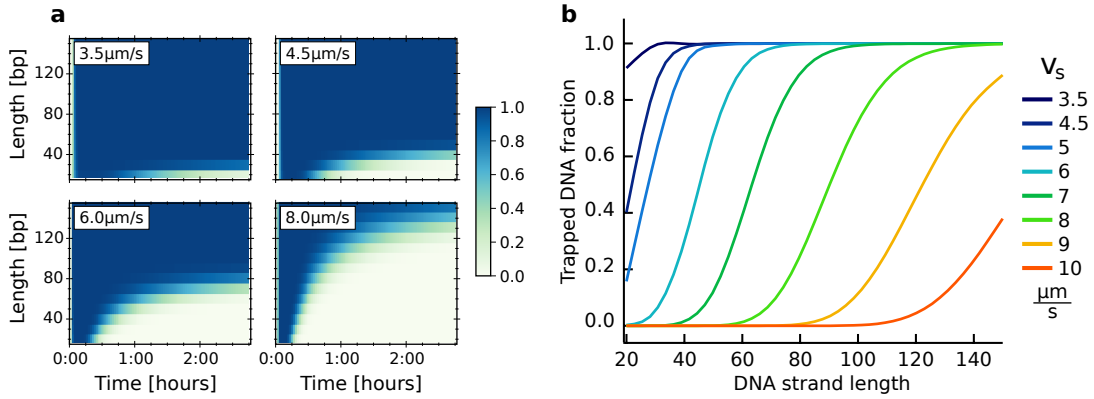 a
3.5μm/s
4.5μm/s
Length [bp]
120
80
40
6.0μm/s
8.0μm/s
Length [bp]
120
80
40
0:00
1:00
2:00
0:00
1:00
2:00
Time [hours]
Time [hours]
1.0
0.8
0.6
0.4
0.2
0.0
b
Trapped DNA fraction
1.0
0.8
0.6
0.4
0.2
0.0
20
40
60
80
100
120
140
DNA strand length
vs
3.5
4.5
5
6
7
8
9
10
μm
s